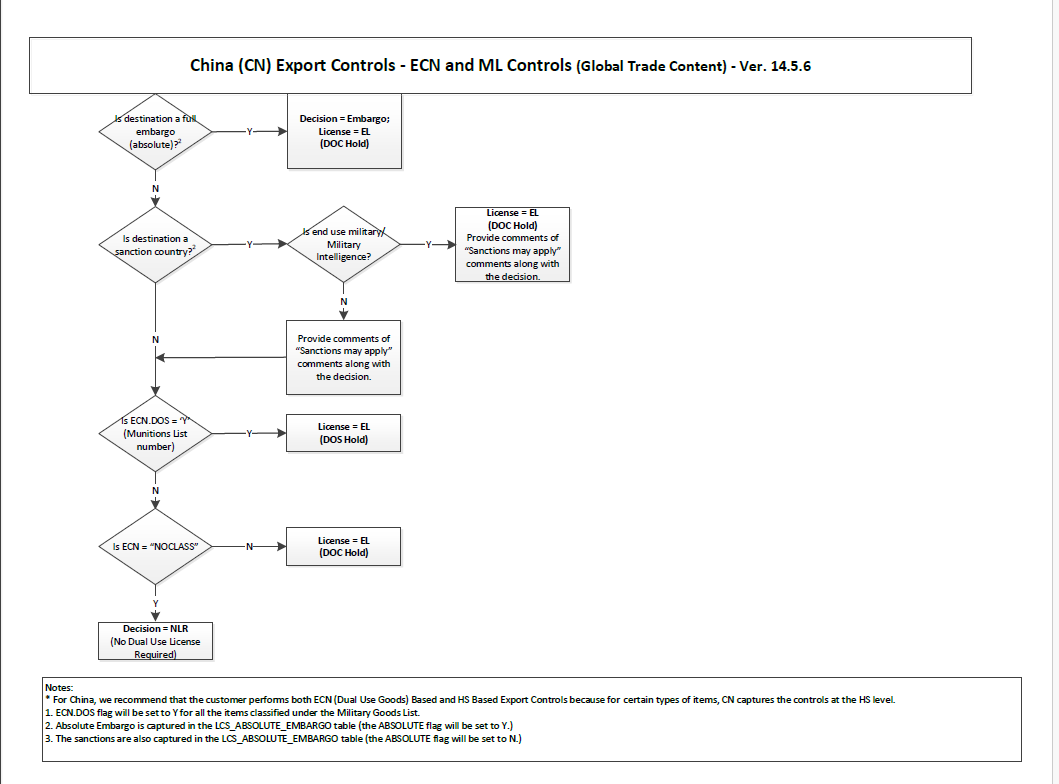 China (CN) Export Controls - ECN and ML Controls (Global Trade Content) - Ver. 14.5.6
Is destination a full
embargo
(absolute)?2
Y
Decision = Embargo;
License = EL
(DOC Hold)
N
Is destination a
sanction country?2
Y
Is end use military/
Military
Intelligence?
Y
License = EL
(DOC Hold)
Provide comments of
“Sanctions may apply”
comments along with
the decision.
N
Provide comments of
“Sanctions may apply”
comments along with
the decision.
N
Is ECN.DOS = ‘Y’
(Munitions List
number)
Y
License = EL
(DOS Hold)
N
Is ECN = “NOCLASS”
N
License = EL
(DOC Hold)
Y
Decision = NLR
(No Dual Use License
Required)
Notes:
* For China, we recommend that the customer performs both ECN (Dual Use Goods) Based and HS Based Export Controls because for certain types of items, CN captures the controls at the HS level.
1. ECN.DOS flag will be set to Y for all the items classified under the Military Goods List.
2. Absolute Embargo is captured in the LCS_ABSOLUTE_EMBARGO table (the ABSOLUTE flag will be set to Y.)
3. The sanctions are also captured in the LCS_ABSOLUTE_EMBARGO table (the ABSOLUTE flag will be set to N.)